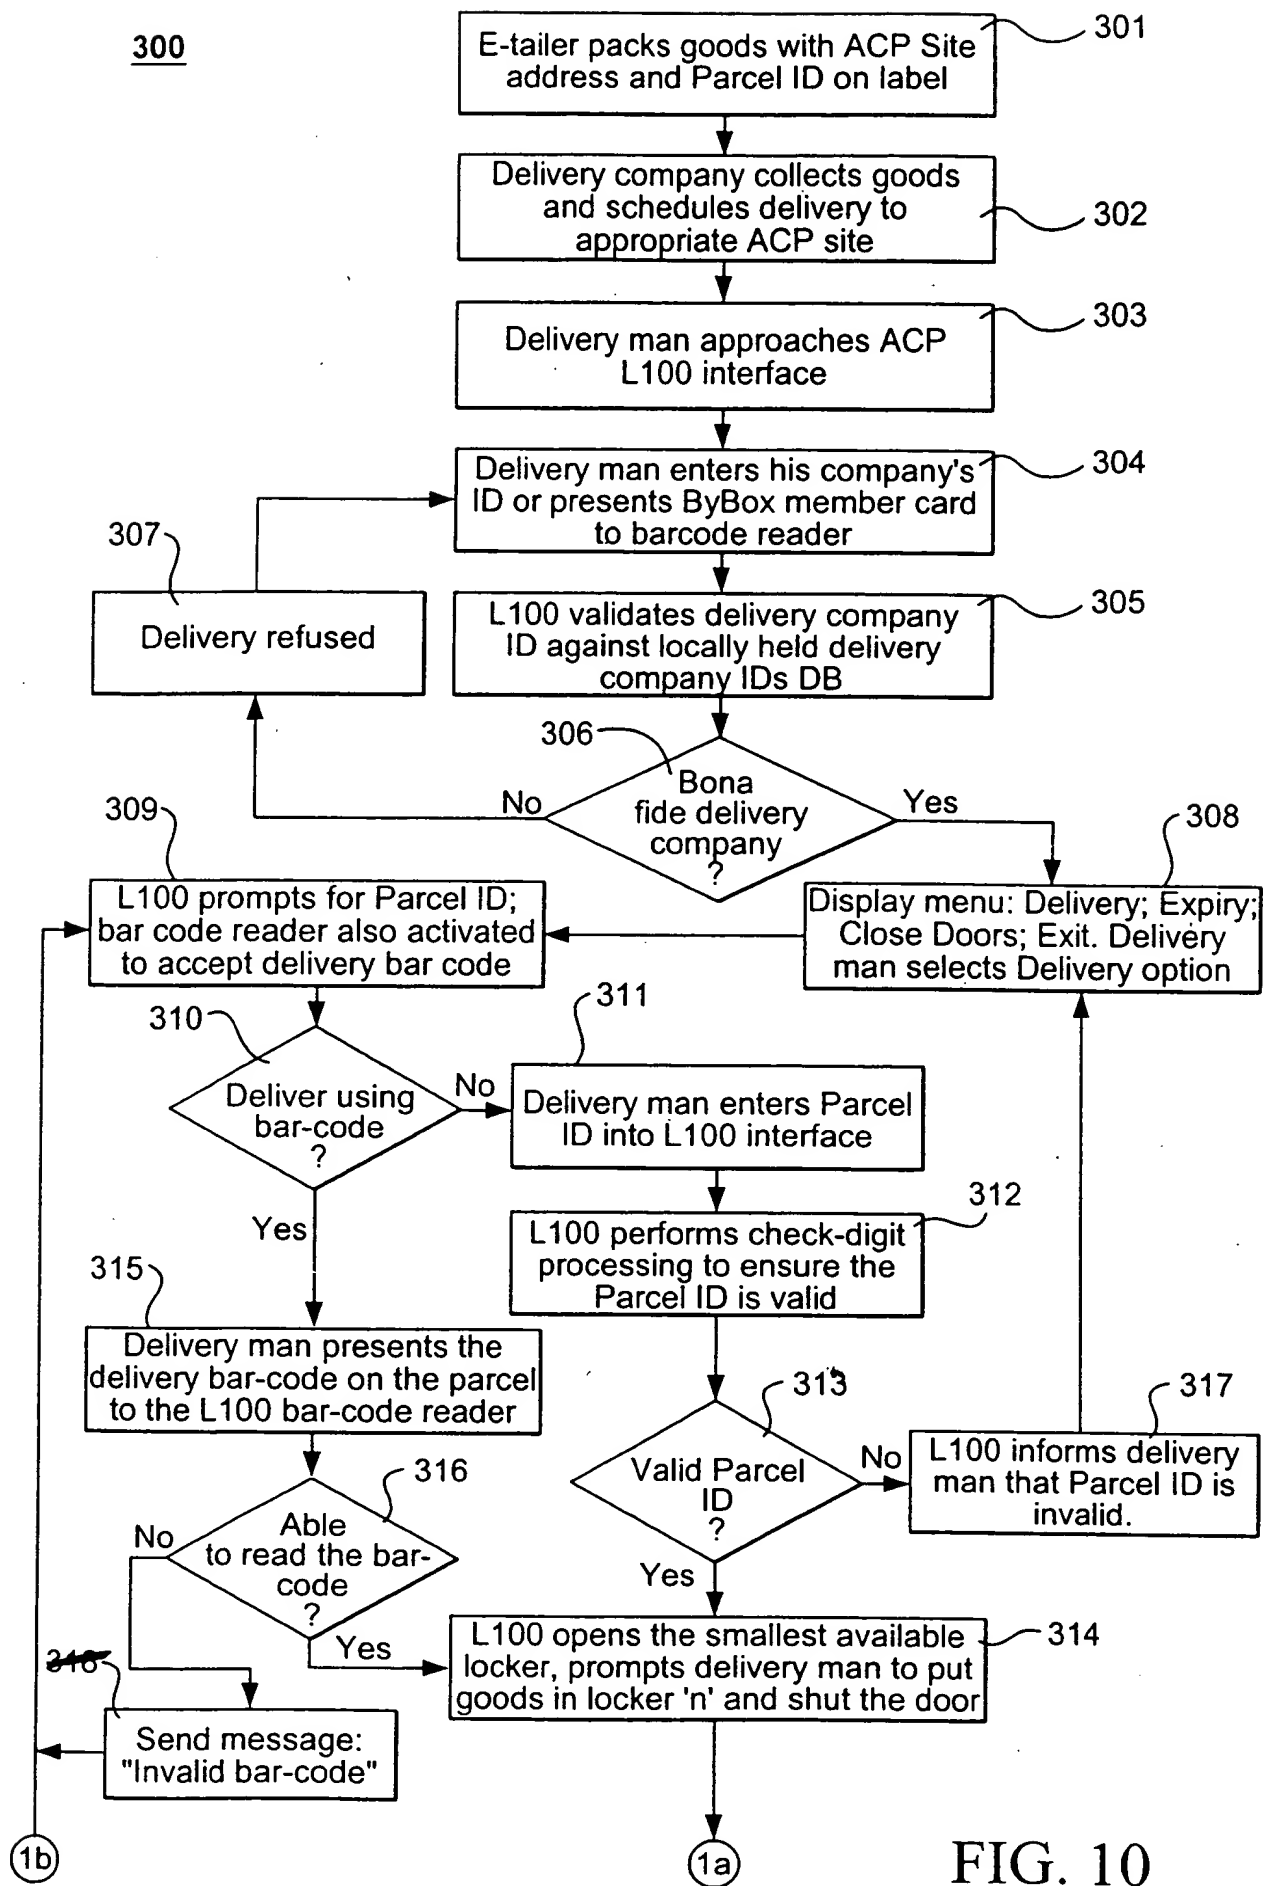 300
301
E-tailer packs goods with ACP Site
address and Parcel ID on label
Delivery company collects goods
and schedules delivery to
appropriate ACP site
302
303
Delivery man approaches ACP
L100 interface
304
Delivery man enters his company's
ID or presents ByBox member card
to barcode reader
307
Delivery refused
305
L100 validates delivery company
ID against locally held delivery
company IDs DB
306
Bona
fide delivery
company
?
No
Yes
309
308
L100 prompts for Parcel ID;
bar code reader also activated
to accept delivery bar code
Display menu: Delivery; Expiry;
Close Doors; Exit. Delivery
man selects Delivery option
310
311
Deliver using
bar-code
?
No
Delivery man enters Parcel
ID into L100 interface
Yes
312
L100 performs check-digit
processing to ensure the
Parcel ID is valid
315
Delivery man presents the
delivery bar-code on the parcel
to the L100 bar-code reader
313
317
Valid Parcel
ID
?
No
L100 informs delivery
man that Parcel ID is
invalid.
316
Able
to read the bar-
code
?
No
Yes
Yes
314
L100 opens the smallest available
locker, prompts delivery man to put
goods in locker 'n' and shut the door
Send message:
"Invalid bar-code"
1b
1a
FIG. 10